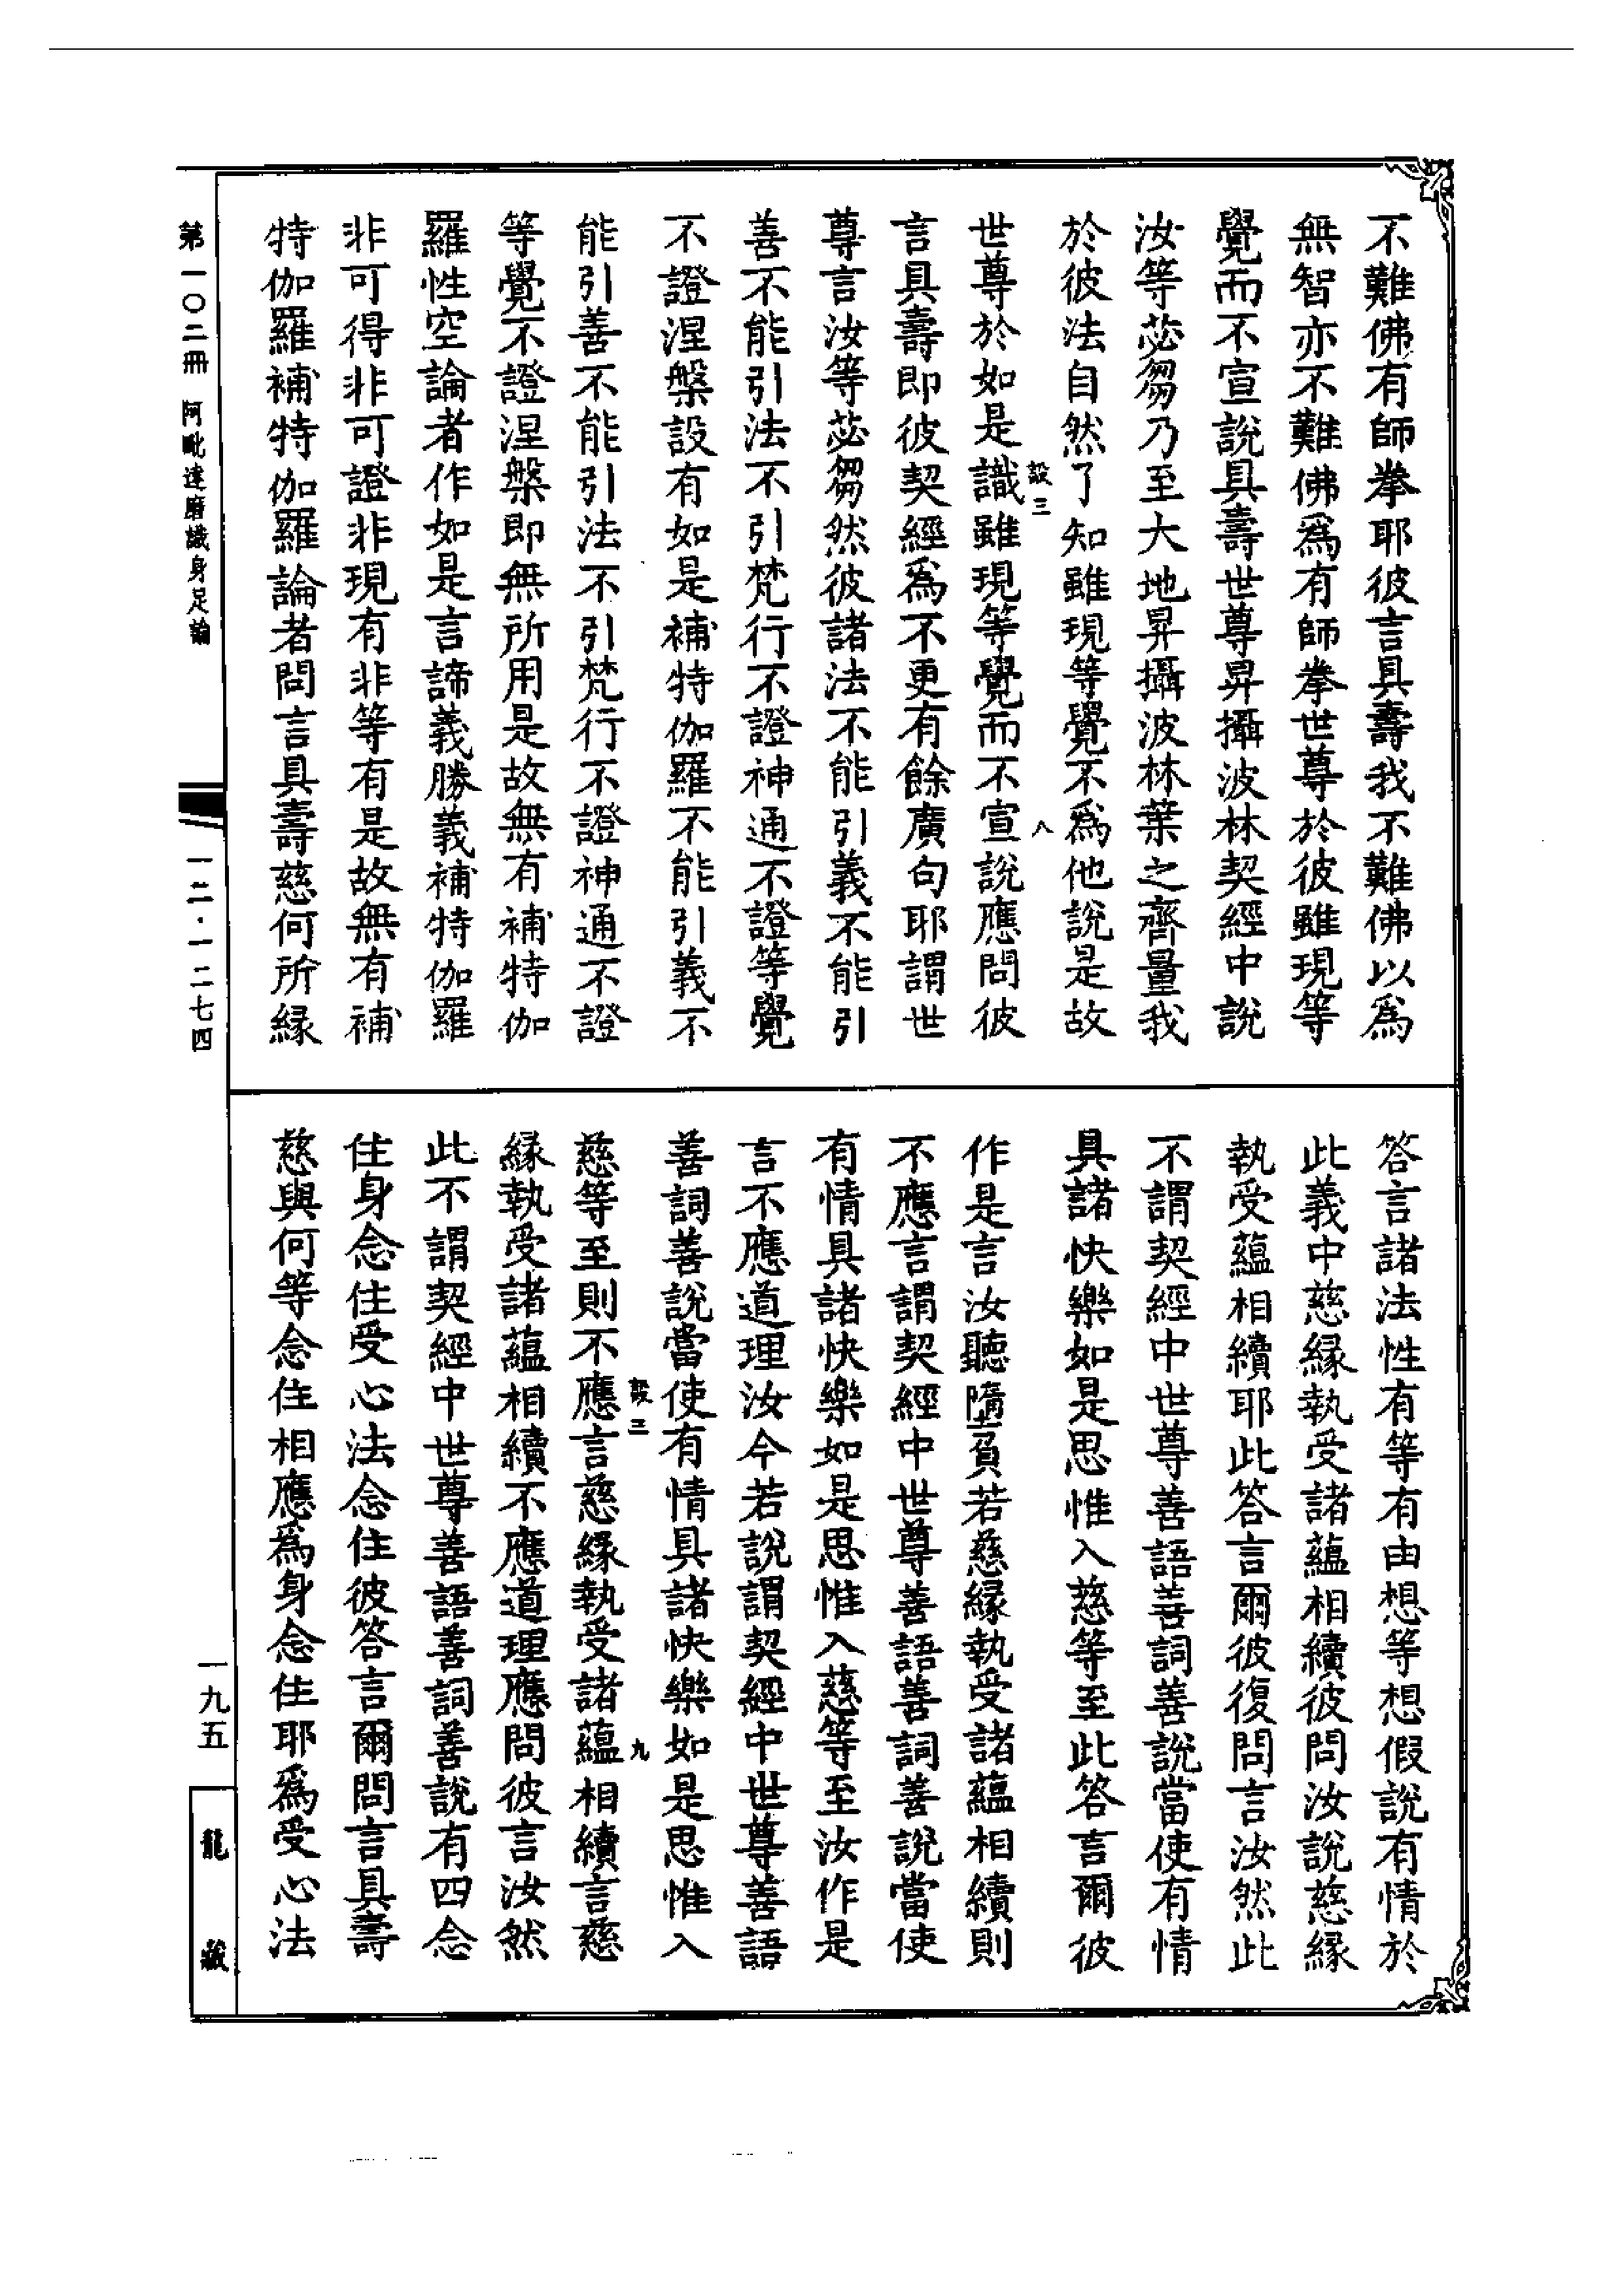 不難佛有師拳耶彼言具壽我不難佛以爲
無智亦不難佛爲有師拳世尊於彼雖現等
覺而不宣說具壽世尊昇攝波林契經中說
汝等苾芻乃至大地昇攝波林葉之齊量我
於彼法自然了知雖現等覺不爲他說是故
設三
八
世尊於如是識雖現等覺而不宣說應問彼
言具壽即彼契經爲不更有餘廣句耶謂世
尊言汝等苾芻然彼諸法不能引義不能引
善不能引法不引梵行不證神通不證等覺
不證涅槃設有如是補特伽羅不能引義不
能引善不能引法不引梵行不證神通不證
等覺不證涅槃即無所用是故無有補特伽
羅性空論者作如是言諦義勝義補特伽羅
非可得非可證非現有非等有是故無有補
特伽羅補特伽羅論者問言具壽慈何所緣
答言諸法性有等有由想等想假說有情於
此義中慈緣執受諸蘊相續彼問汝說慈緣
執受蘊相續耶此答言爾彼復問言汝然此
不謂契經中世尊善語善詞善說當使有情
具諸快樂如是思惟入慈等至此答言爾彼
作是言汝聽墮負若慈緣執受諸蘊相續則
不應言謂契經中世尊善語善詞善說當使
有情具諸快樂如是思惟入慈等至汝作是
言不應道理汝今若說謂契經中世尊善語
善詞善說當使有情具諸快樂如是思惟入
設三
九
慈等至則不應言慈緣執受諸蘊相續言慈
緣執受諸蘊相續不應道理應問彼言汝然
此不謂契經中世尊善語善詞善說有四念
住身念住受心法念住彼答言爾問言具壽
慈與何等念住相應爲身念住耶爲受心法
第一〇二冊 阿毗達磨識身足論
一二·一二七四
一九五
龍藏